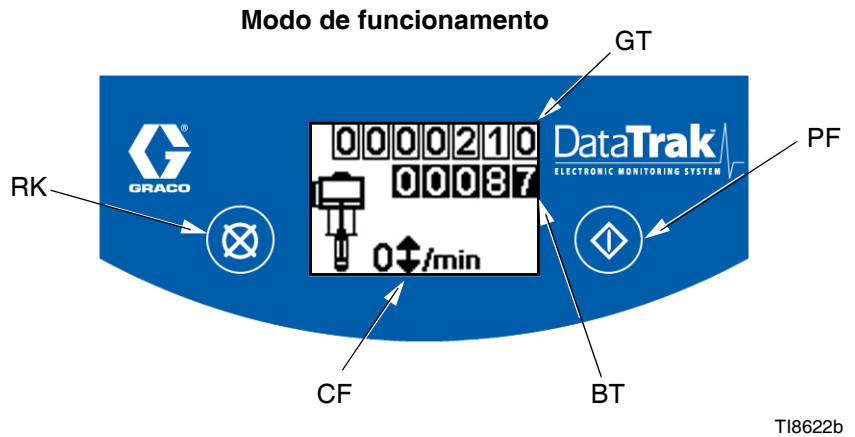 Modo de funcionamento
GT
0000210
GRACO
DataTrak
ELECTRONIC MONITORING SYSTEM
PF
RK
00087
0 /min
CF
BT
TI8622b